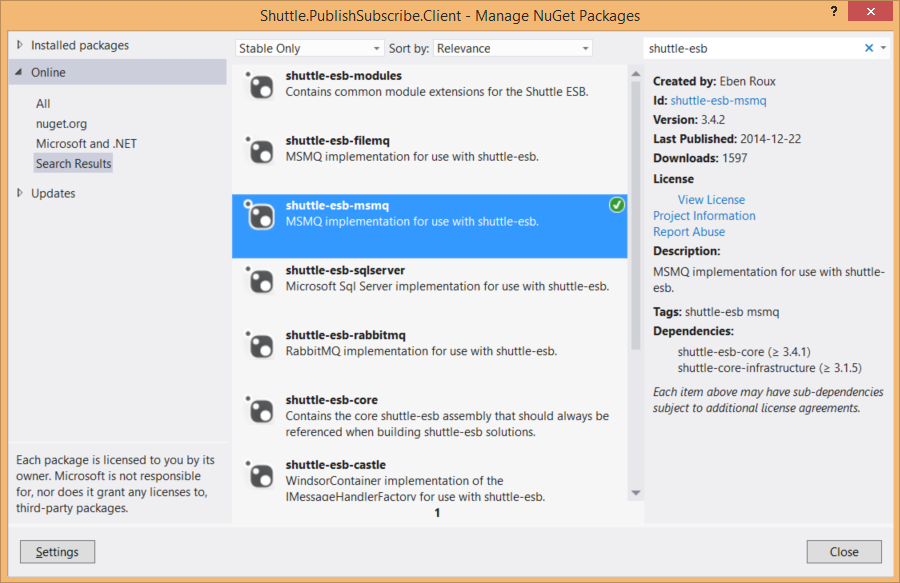 Shuttle.PublishSubscribe.Client - Manage NuGet Packages
?
Installed packages
Online
All
nuget.org
Microsoft and .NET
Search Results
Updates
Each package is licensed to you by its
owner. Microsoft is not responsible
for, nor does it grant any licenses to,
third-party packages.
Stable Only
Sort by:
Relevance
shuttle-esb-modules
Contains common module extensions for the Shuttle ESB.
shuttle-esb-filemq
MSMQ implementation for use with shuttle-esb.
shuttle-esb-msmq
MSMQ implementation for use with shuttle-esb.
shuttle-esb-sqlserver
Microsoft Sql Server implementation for use with shuttle-esb.
shuttle-esb-rabbitmq
RabbitMQ implementation for use with shuttle-esb.
shuttle-esb-core
Contains the core shuttle-esb assembly that should always be
referenced when building shuttle-esb solutions.
shuttle-esb-castle
WindsorContainer implementation of the
IMessageHandlerFactory for use with shuttle-esb.
1
shuttle-esb
Created by: Eben Roux
Id: shuttle-esb-msmq
Version: 3.4.2
Last Published: 2014-12-22
Downloads: 1597
License
View License
Project Information
Report Abuse
Description:
MSMQ implementation for use with shuttle-
esb.
Tags: shuttle-esb msmq
Dependencies:
shuttle-esb-core (≥ 3.4.1)
shuttle-core-infrastructure (≥ 3.1.5)
Each item above may have sub-dependencies
subject to additional license agreements.
Settings
Close